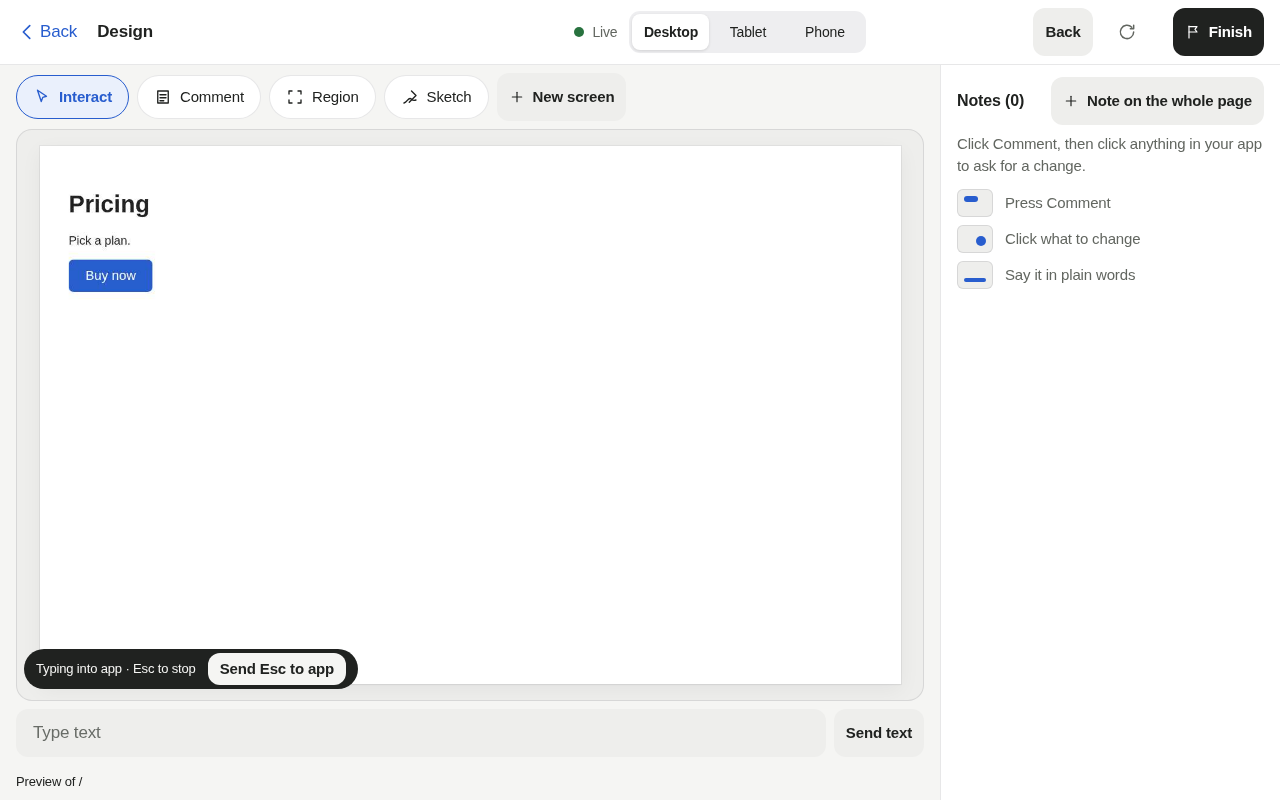 Back
Design
Live
Desktop
Tablet
Phone
Back
Finish
Interact
Comment
Region
Sketch
New screen
Notes (0)
Note on the whole page
Click Comment, then click anything in your app
to ask for a change.
Press Comment
Click what to change
Say it in plain words
Pricing
Pick a plan.
Buy now
Typing into app · Esc to stop
Send Esc to app
Type text
Send text
Preview of /